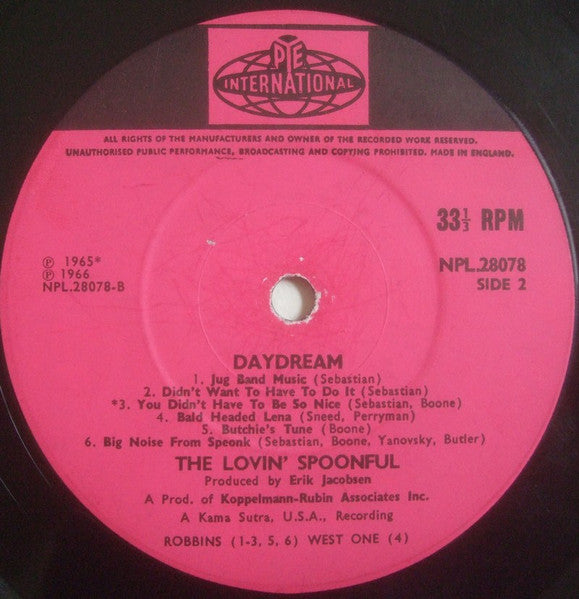 PYE
INTERNATIONAL
ALL RIGHTS OF THE MANUFACTURERS AND OWNER OF THE RECORDED WORK RESERVED.
UNAUTHORISED PUBLIC PERFORMANCE, BROADCASTING AND COPYING PROHIBITED. MADE IN ENGLAND.
33⅓ RPM
℗ 1965*
℗ 1966
NPL.28078-B
NPL.28078
SIDE 2
DAYDREAM
1. Jug Band Music (Sebastian)
2. Didn't Want To Have To Do It (Sebastian)
*3. You Didn't Have To Be So Nice (Sebastian, Boone)
4. Bald Headed Lena (Sneed, Perryman)
5. Butchie's Tune (Boone)
6. Big Noise From Speonk (Sebastian, Boone, Yanovsky, Butler)
THE LOVIN' SPOONFUL
Produced by Erik Jacobsen
A Prod. of Koppelmann-Rubin Associates Inc.
A Kama Sutra, U.S.A., Recording
ROBBINS (1-3, 5, 6) WEST ONE (4)